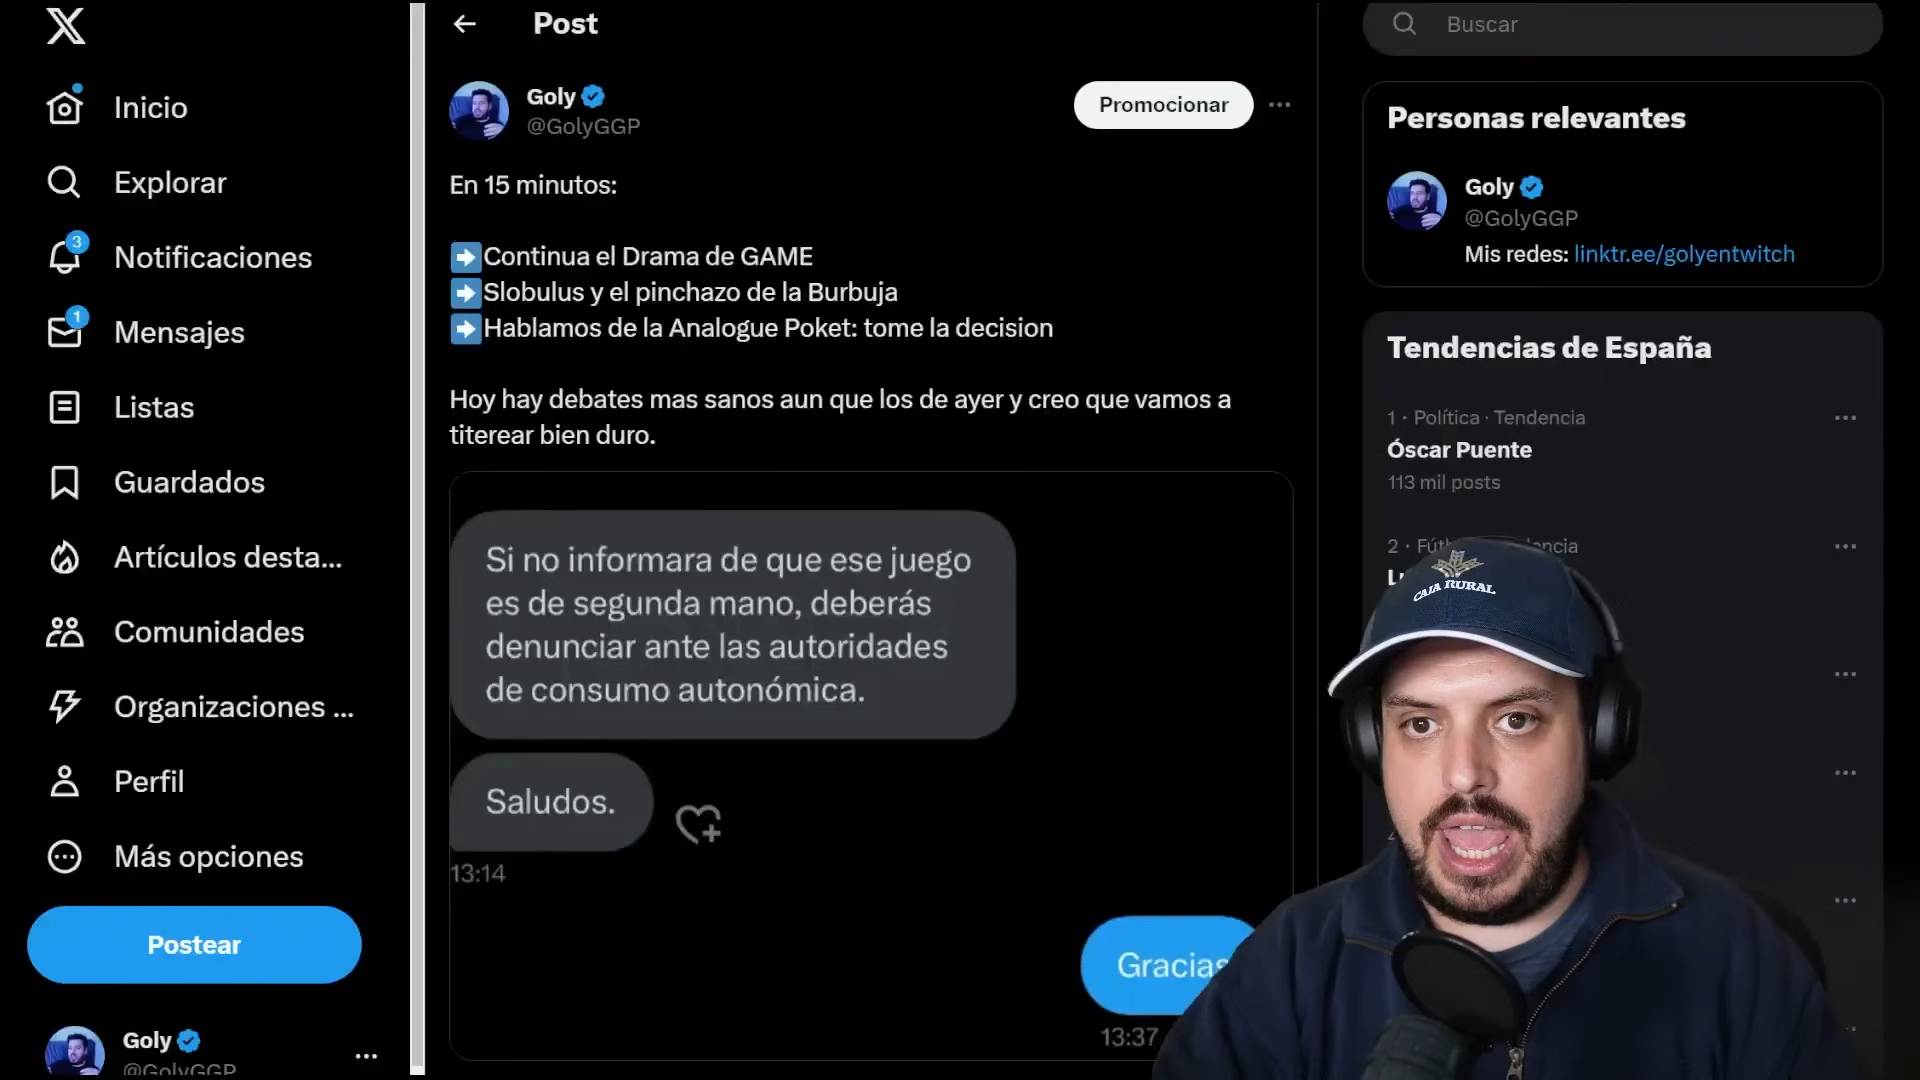 Inicio
Explorar
3
Notificaciones
1
Mensajes
Listas
Guardados
Artículos desta...
Comunidades
Organizaciones ...
Perfil
Más opciones
Postear
Goly
@GolyGGP
Post
Goly
@GolyGGP
Promocionar
En 15 minutos:
Continua el Drama de GAME
Slobulus y el pinchazo de la Burbuja
Hablamos de la Analogue Poket: tome la decision
Hoy hay debates mas sanos aun que los de ayer y creo que vamos a
titerear bien duro.
Si no informara de que ese juego
es de segunda mano, deberás
denunciar ante las autoridades
de consumo autonómica.
Saludos.
13:14
Gracias
13:37
Buscar
Personas relevantes
Goly
@GolyGGP
Mis redes: linktr.ee/golyentwitch
Tendencias de España
1 · Política · Tendencia
Óscar Puente
113 mil posts
2 ·
CAJA RURAL